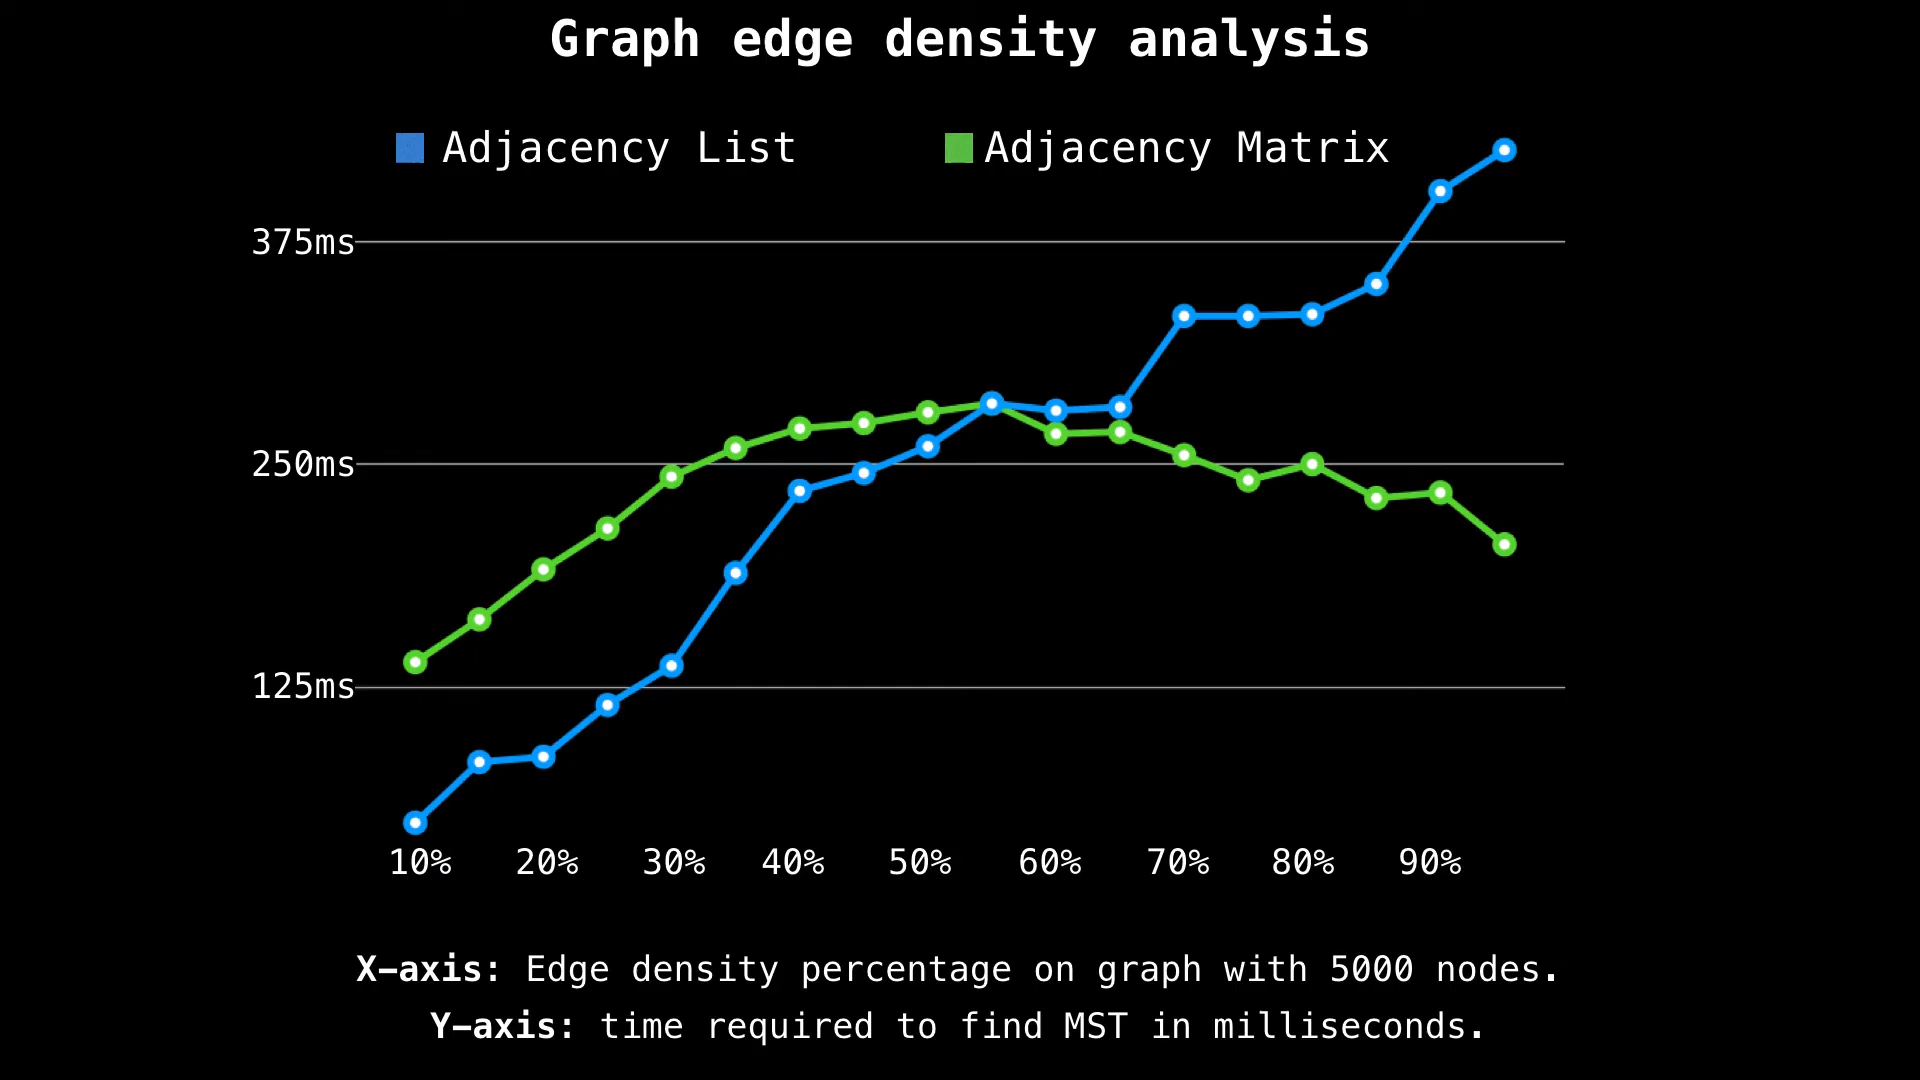 Graph edge density analysis
Adjacency List Adjacency Matrix
375ms
250ms
125ms
10% 20% 30% 40% 50% 60% 70% 80% 90%
X-axis: Edge density percentage on graph with 5000 nodes.
Y-axis: time required to find MST in milliseconds.